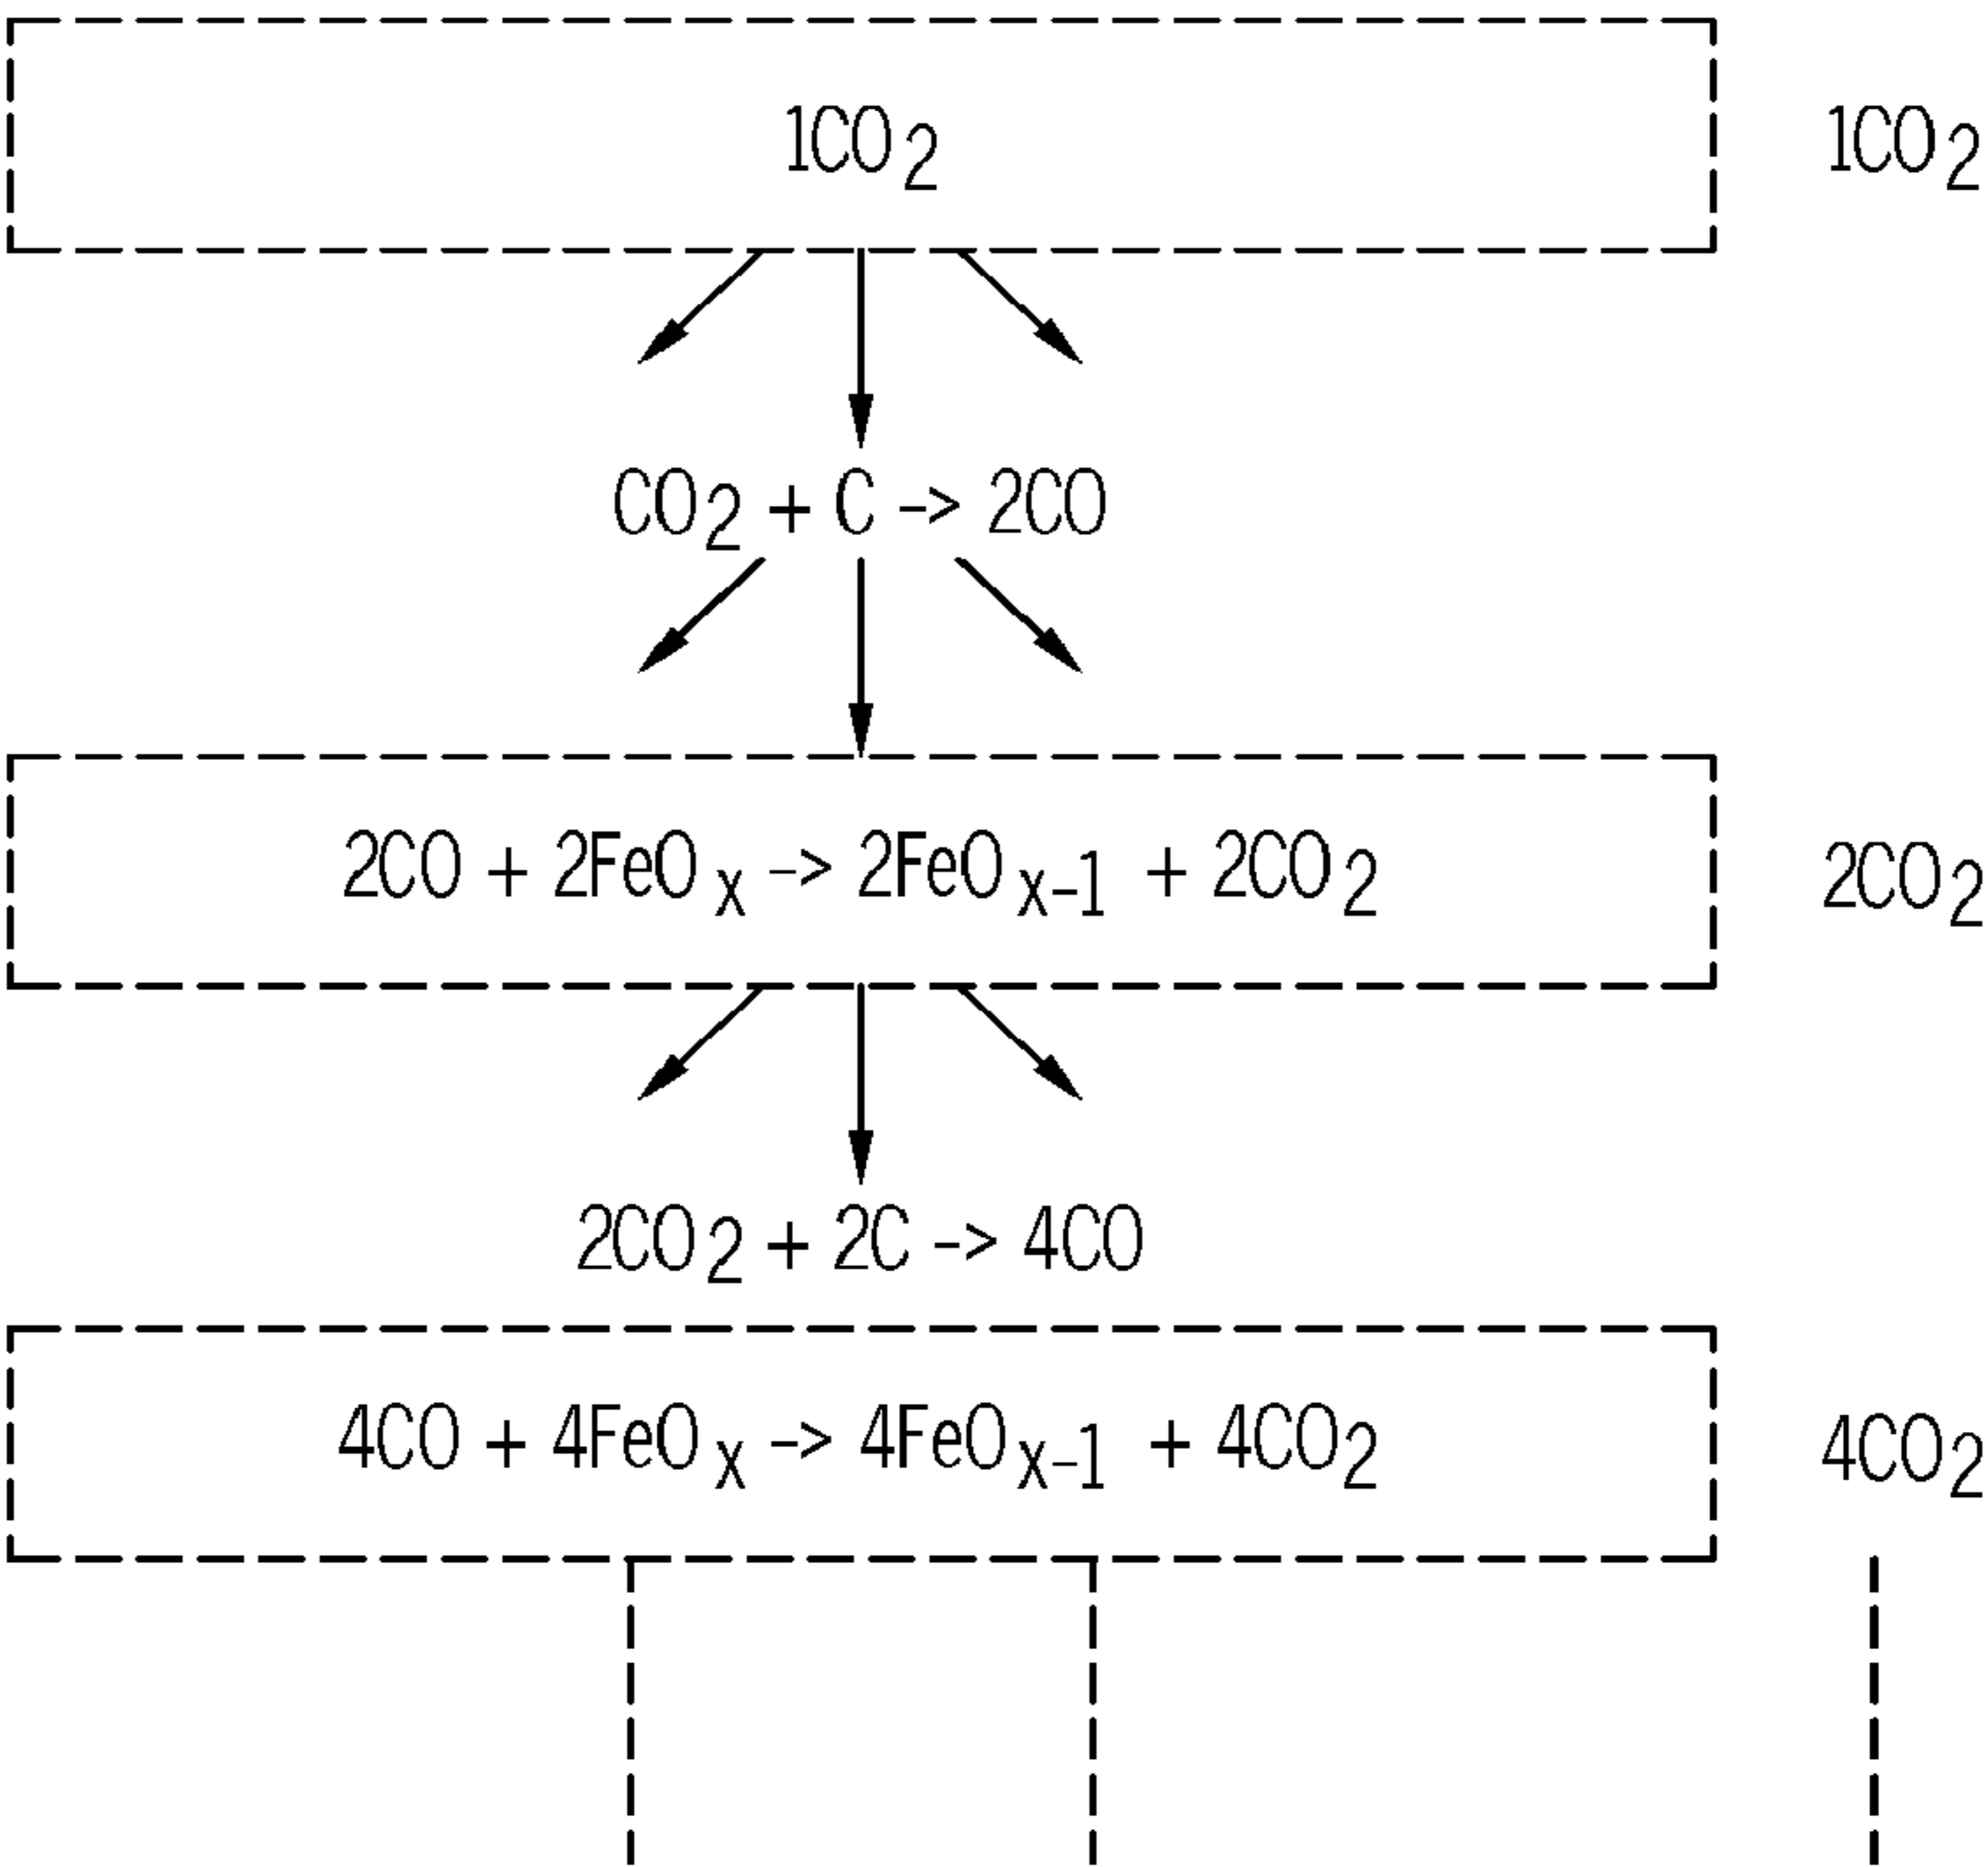 1CO₂ 1CO₂
CO₂ + C -> 2CO
2CO + 2FeOₓ -> 2FeOₓ₋₁ + 2CO₂ 2CO₂
2CO₂ + 2C -> 4CO
4CO + 4FeOₓ -> 4FeOₓ₋₁ + 4CO₂ 4CO₂